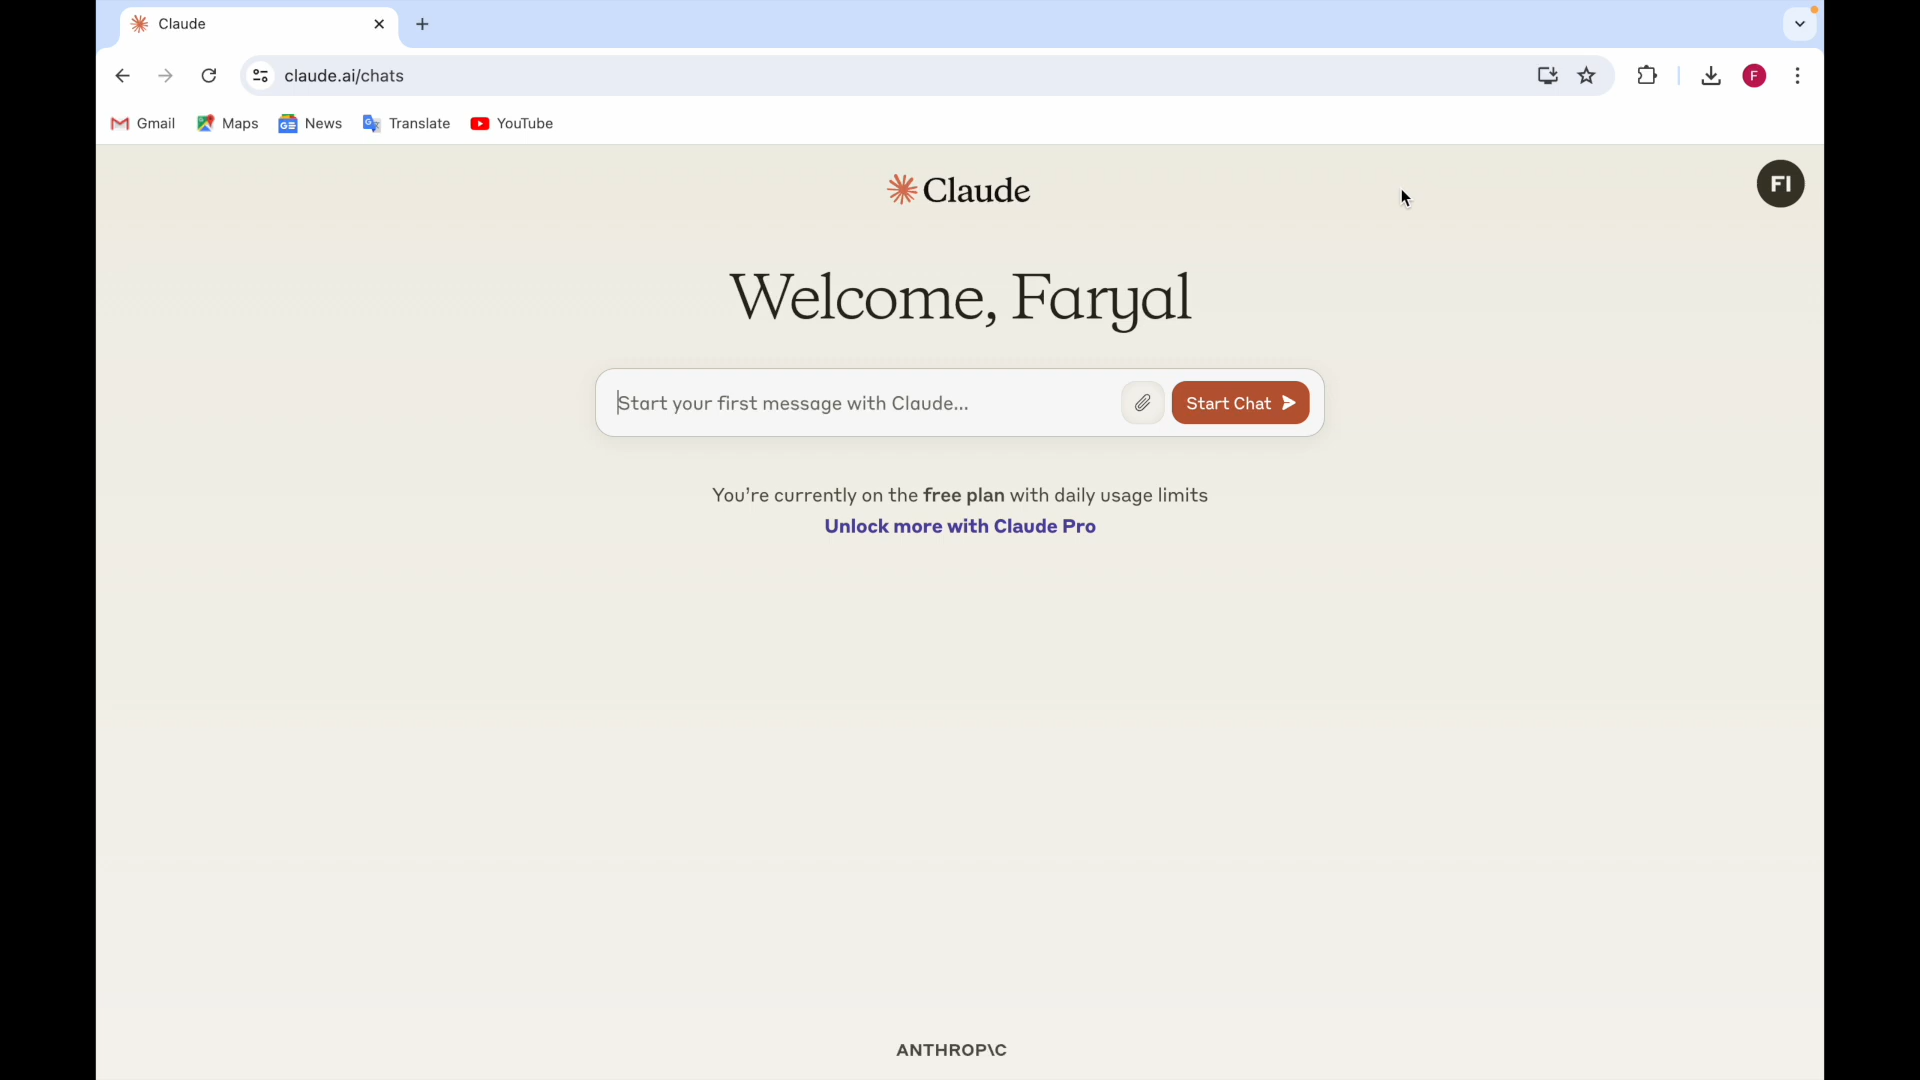 Claude
claude.ai/chats
F
Gmail
Maps
News
Translate
YouTube
Claude
FI
Welcome, Faryal
Start your first message with Claude...
Start Chat
You're currently on the free plan with daily usage limits
Unlock more with Claude Pro
ANTHROP\C